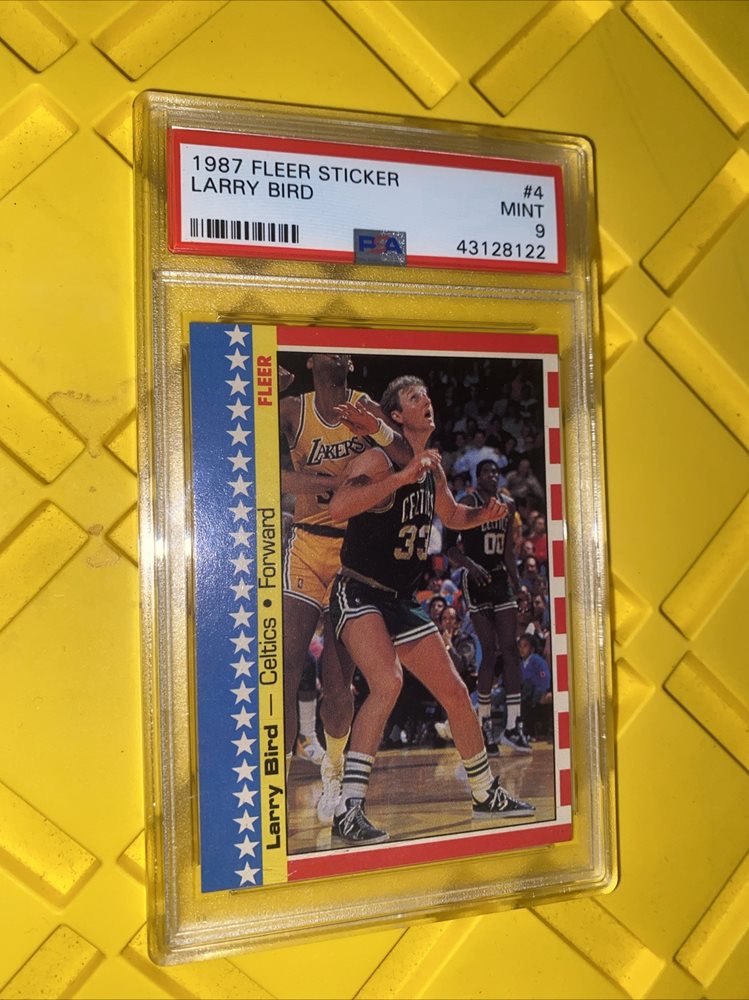 1987 FLEER STICKER #4
LARRY BIRD MINT
9
PSA 43128122
FLEER
Larry Bird — Celtics • Forward
LAKERS
CELTICS
33
CELTICS
00